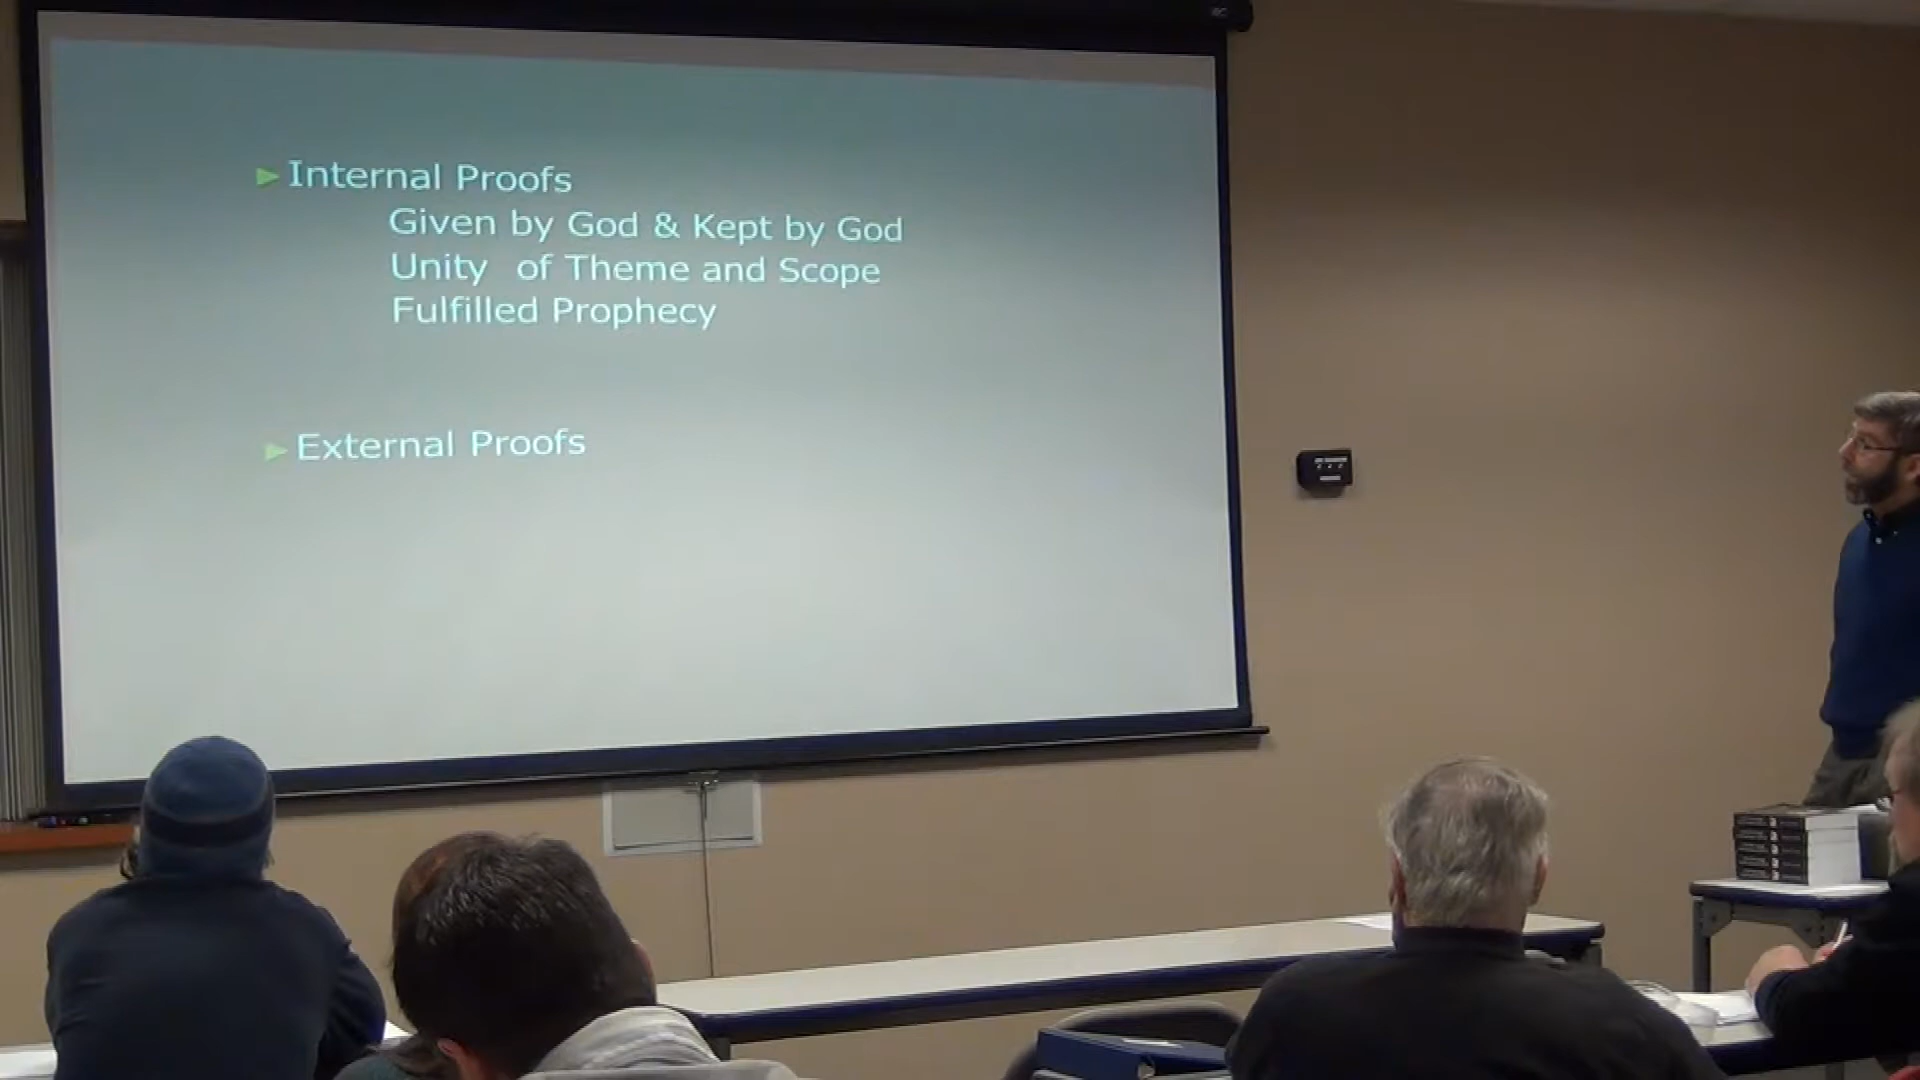 Internal Proofs
Given by God & Kept by God
Unity of Theme and Scope
Fulfilled Prophecy
External Proofs